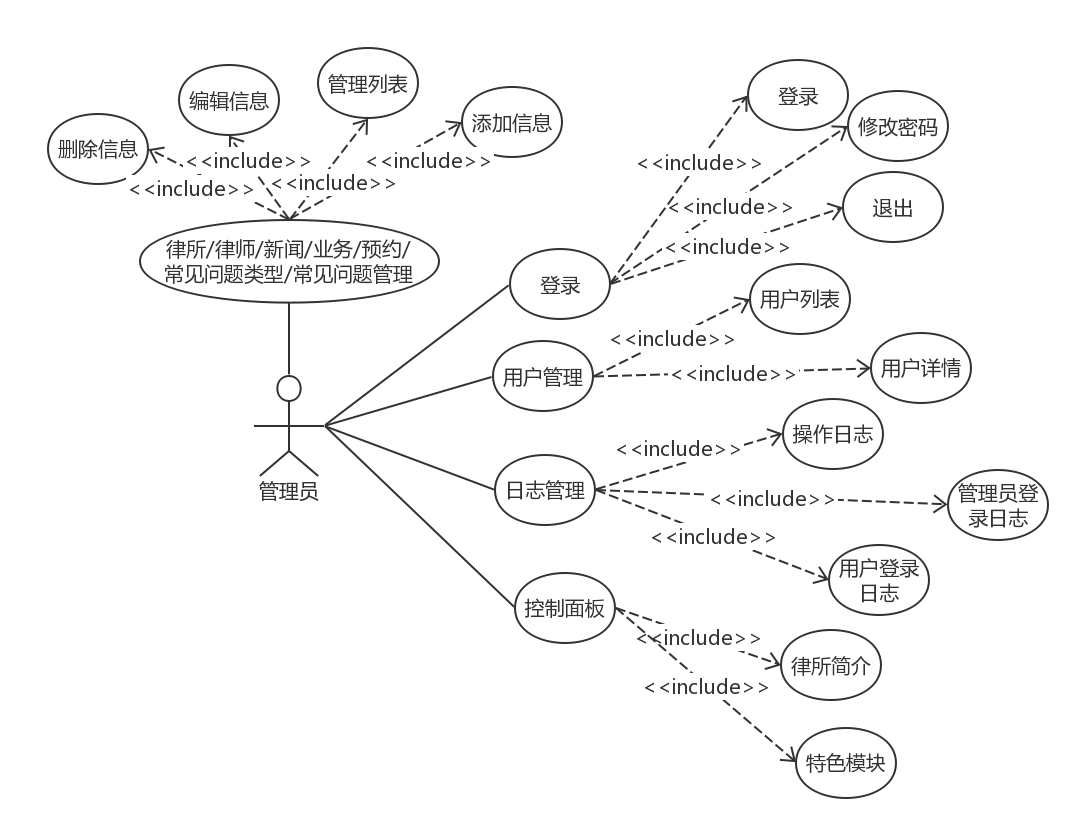 管理列表
编辑信息
添加信息
删除信息
<<include>>
<<include>>
<<include>>
<<include>>
律所/律师/新闻/业务/预约/
常见问题类型/常见问题管理
管理员
登录
<<include>>
登录
<<include>>
修改密码
<<include>>
退出
用户管理
<<include>>
用户列表
<<include>>
用户详情
日志管理
<<include>>
操作日志
<<include>>
管理员登
录日志
<<include>>
用户登录
日志
控制面板
<<include>>
律所简介
<<include>>
特色模块